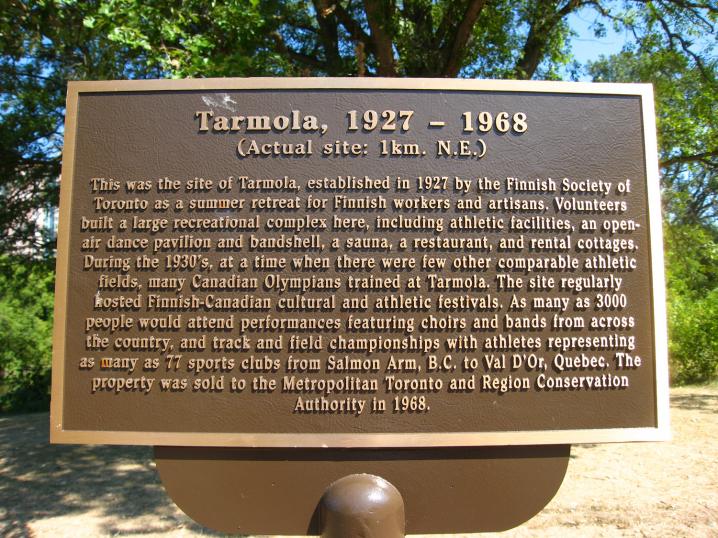 Tarmola, 1927 – 1968
(Actual site: 1km. N.E.)
This was the site of Tarmola, established in 1927 by the Finnish Society of
Toronto as a summer retreat for Finnish workers and artisans. Volunteers
built a large recreational complex here, including athletic facilities, an open-
air dance pavilion and bandshell, a sauna, a restaurant, and rental cottages.
During the 1930's, at a time when there were few other comparable athletic
fields, many Canadian Olympians trained at Tarmola. The site regularly
hosted Finnish-Canadian cultural and athletic festivals. As many as 3000
people would attend performances featuring choirs and bands from across
the country, and track and field championships with athletes representing
as many as 77 sports clubs from Salmon Arm, B.C. to Val D'Or, Quebec. The
property was sold to the Metropolitan Toronto and Region Conservation
Authority in 1968.